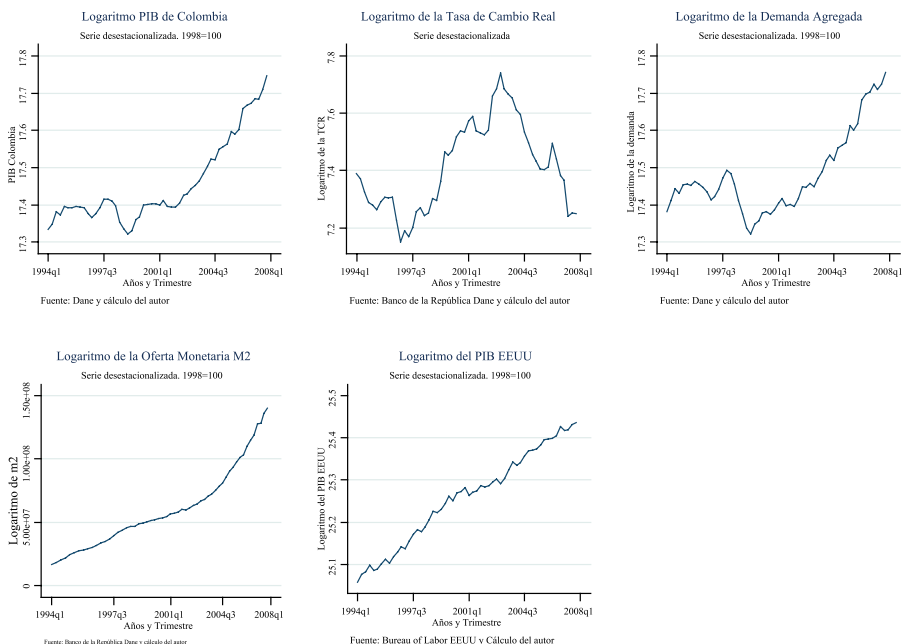 Logaritmo PIB de Colombia
Serie desestacionalizada. 1998=100
PIB Colombia
17.8
17.7
17.6
17.5
17.4
17.3
1994q1 1997q3 2001q1 2004q3 2008q1
Años y Trimestre
Fuente: Dane y cálculo del autor
Logaritmo de la Tasa de Cambio Real
Serie desestacionalizada
Logaritmo de la TCR
7.8
7.6
7.4
7.2
1994q1 1997q3 2001q1 2004q3 2008q1
Años y Trimestre
Fuente: Banco de la República Dane y cálculo del autor
Logaritmo de la Demanda Agregada
Serie desestacionalizada. 1998=100
Logaritmo de la demanda
17.8
17.7
17.6
17.5
17.4
17.3
1994q1 1997q3 2001q1 2004q3 2008q1
Años y Trimestre
Fuente: Dane y cálculo del autor
Logaritmo de la Oferta Monetaria M2
Serie desestacionalizada. 1998=100
Logaritmo de m2
1.50e+08
1.00e+08
5.00e+07
0
1994q1 1997q3 2001q1 2004q3 2008q1
Años y Trimestre
Fuente: Banco de la República Dane y cálculo del autor
Logaritmo del PIB EEUU
Serie desestacionalizada. 1998=100
Logaritmo del PIB EEUU
25.5
25.4
25.3
25.2
25.1
1994q1 1997q3 2001q1 2004q3 2008q1
Años y Trimestre
Fuente: Bureau of Labor EEUU y Cálculo del autor